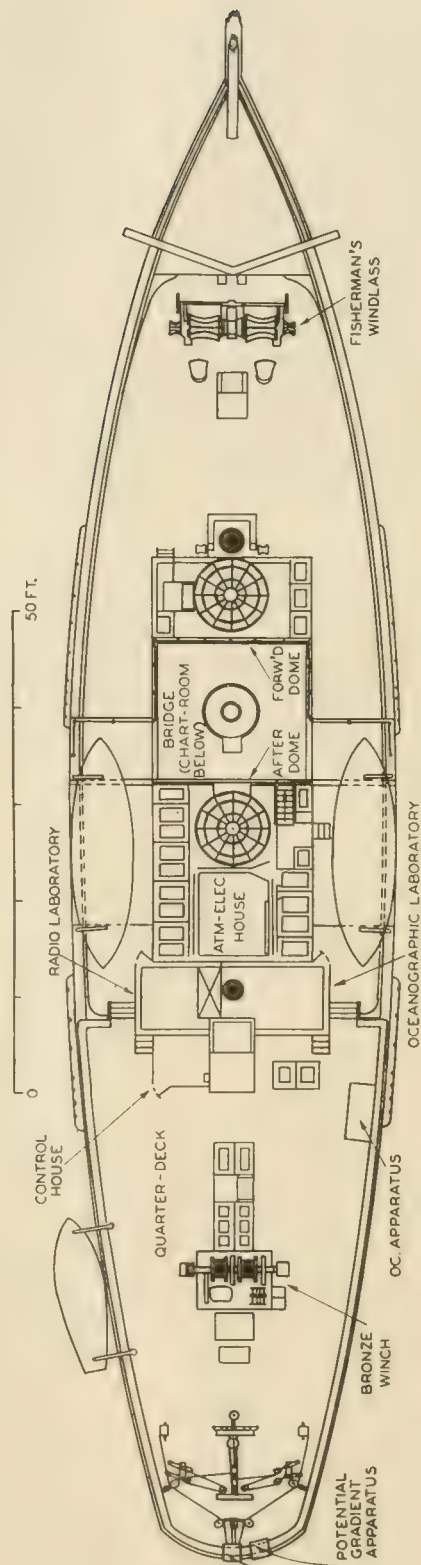 0
50 FT.
CONTROL
HOUSE
RADIO LABORATORY
QUARTER-DECK
ATM-ELEC
HOUSE
BRIDGE
(CHART-ROOM
BELOW)
AFTER
DOME
FORW'D
DOME
FISHERMAN'S
WINDLASS
POTENTIAL
GRADIENT
APPARATUS
BRONZE
WINCH
OC. APPARATUS
OCEANOGRAPHIC LABORATORY